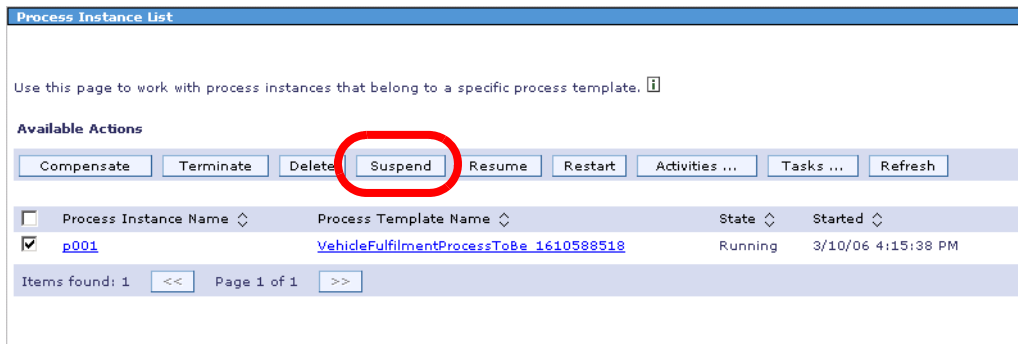 Process Instance List
Use this page to work with process instances that belong to a specific process template. i
Available Actions
Compensate Terminate Delete Suspend Resume Restart Activities ... Tasks ... Refresh
Process Instance Name Process Template Name State Started
p001 VehicleFulfilmentProcessToBe_1610588518 Running 3/10/06 4:15:38 PM
Items found: 1 << Page 1 of 1 >>